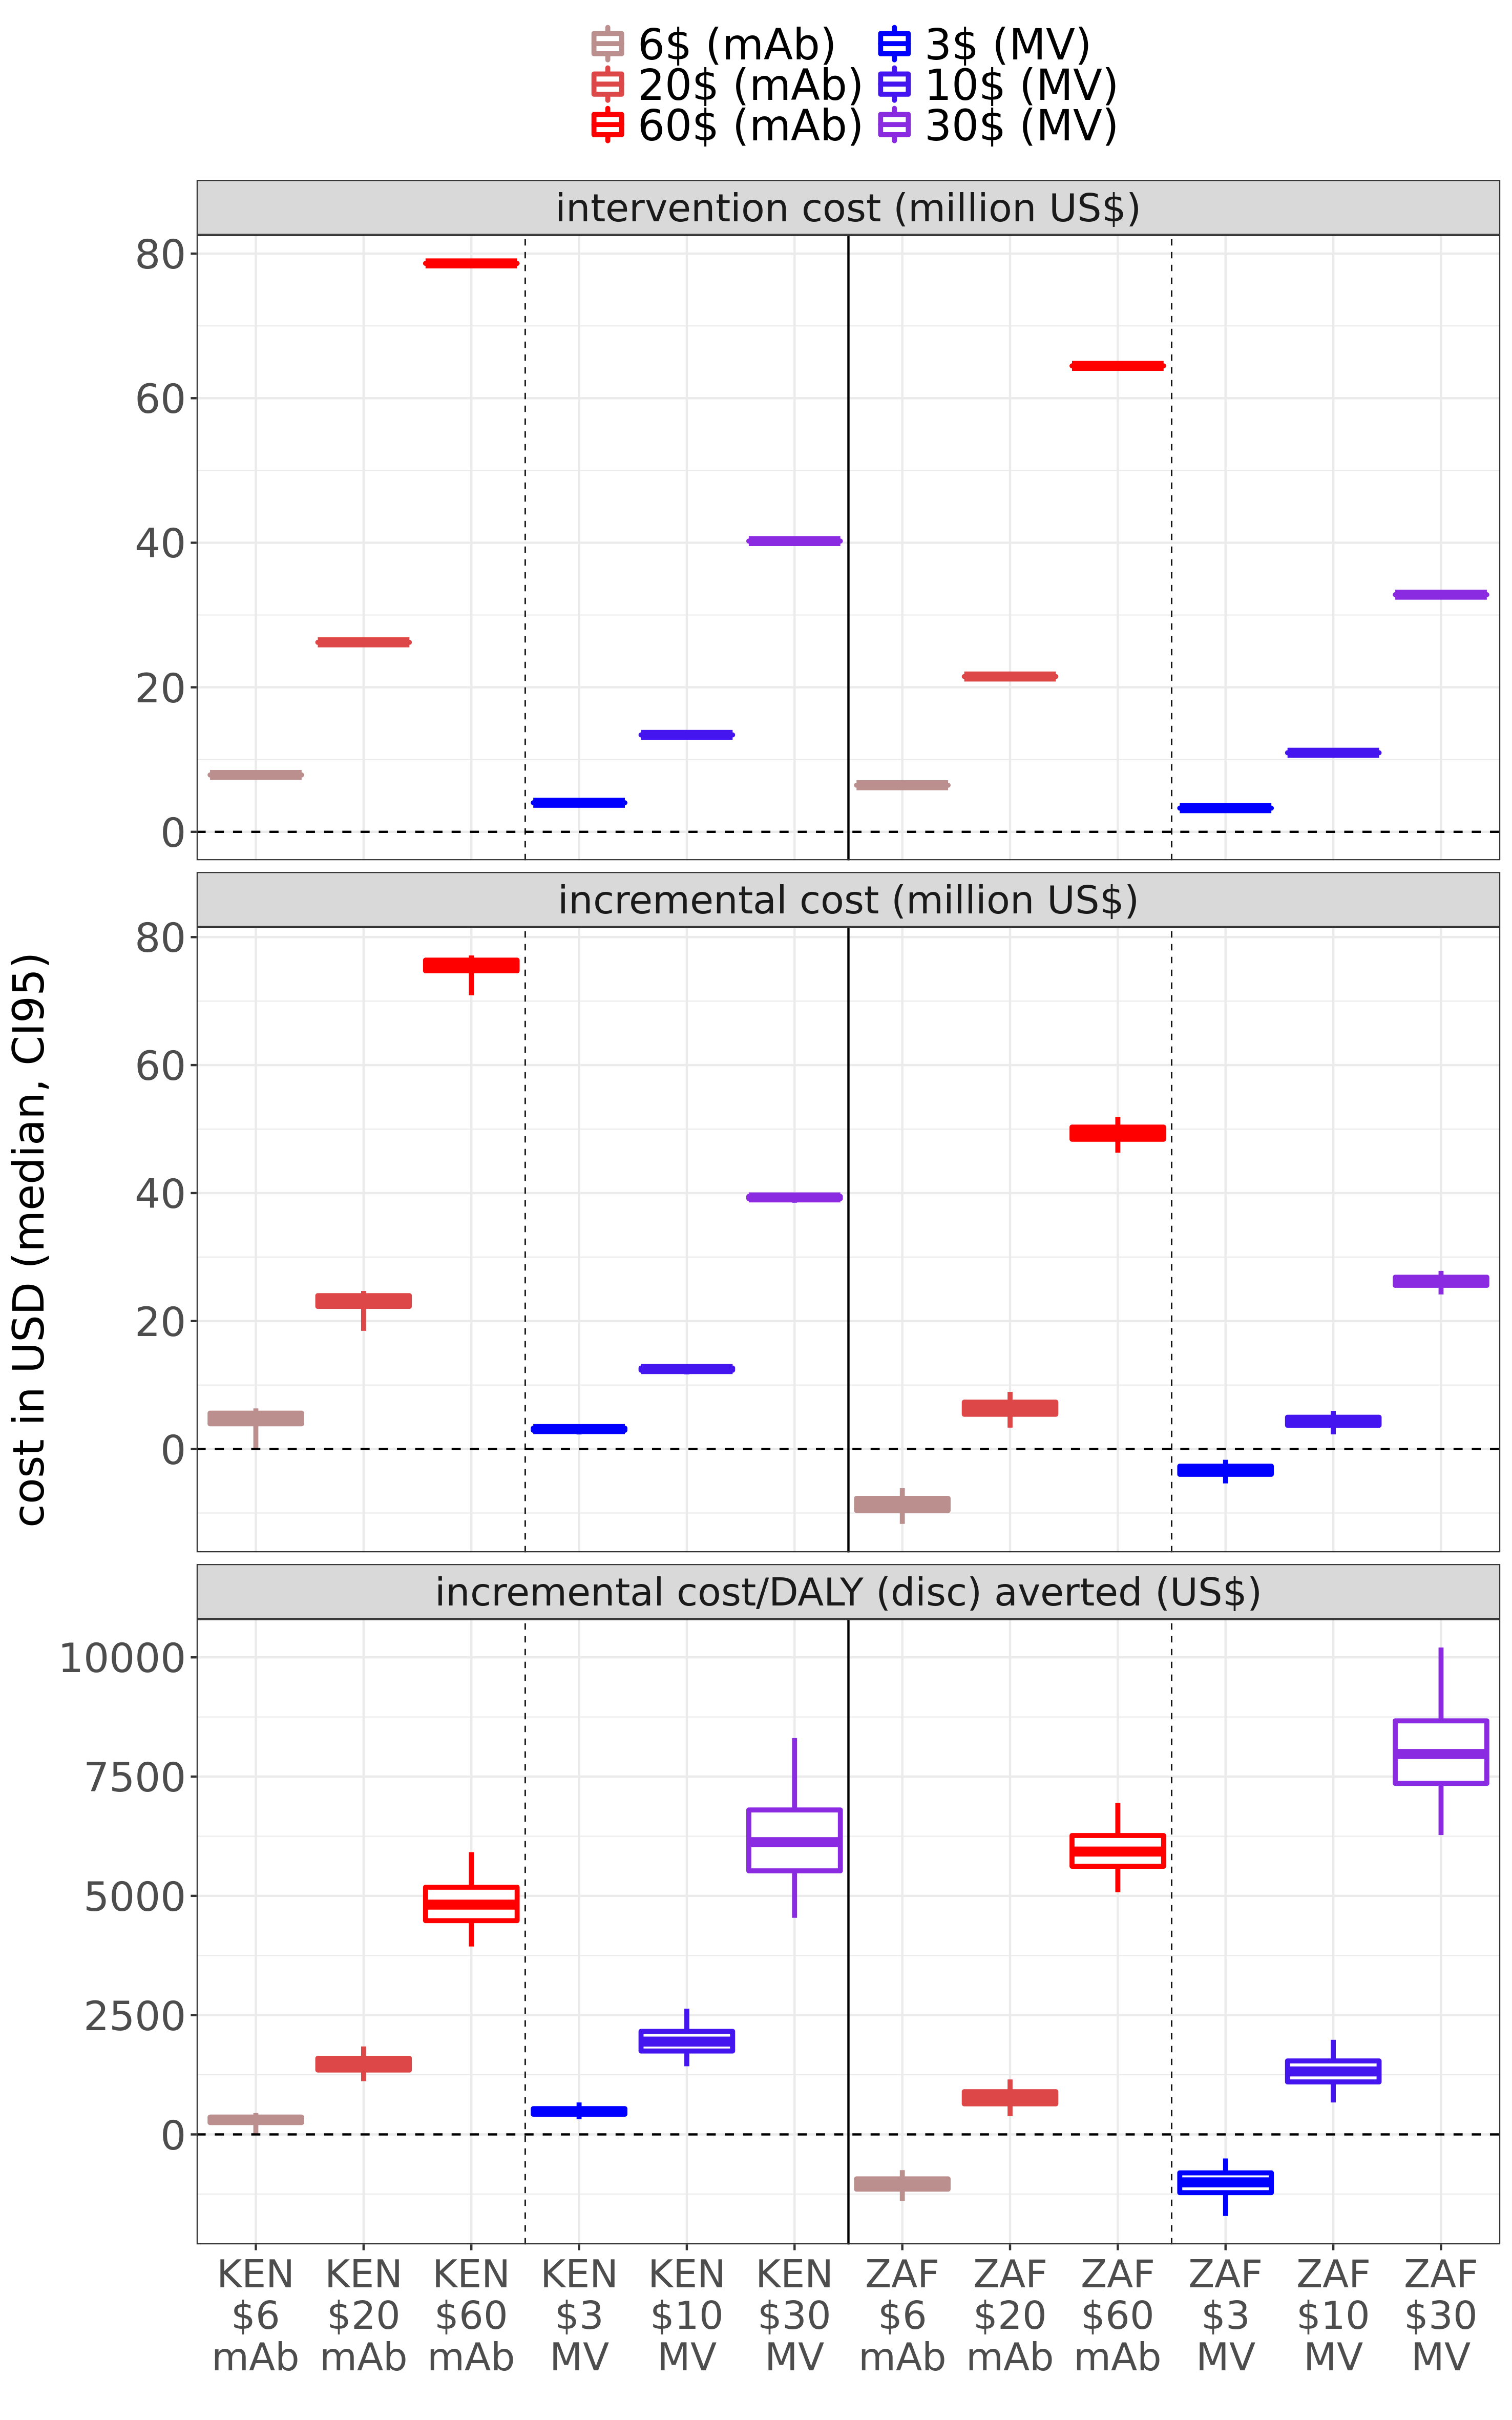 6$ (mAb) 3$ (MV)
20$ (mAb) 10$ (MV)
60$ (mAb) 30$ (MV)
intervention cost (million US$)
80
60
40
20
0
incremental cost (million US$)
80
60
40
20
0
incremental cost/DALY (disc) averted (US$)
10000
7500
5000
2500
0
cost in USD (median, CI95)
KEN KEN KEN KEN KEN KEN ZAF ZAF ZAF ZAF ZAF ZAF
$6 $20 $60 $3 $10 $30 $6 $20 $60 $3 $10 $30
mAb mAb mAb MV MV MV mAb mAb mAb MV MV MV